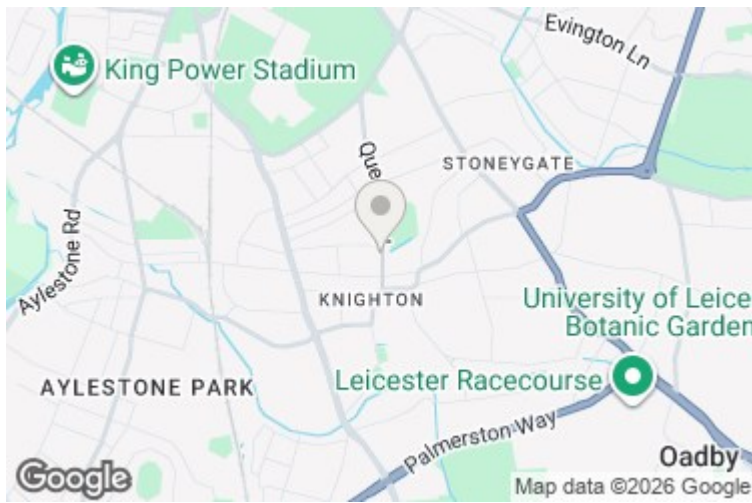 Evington Ln
King Power Stadium
Que
STONEYGATE
Aylestone Rd
KNIGHTON
University of Leice
Botanic Garden
Leicester Racecourse
AYLESTONE PARK
Palmerston Way
Oadby
Google
Map data ©2026 Google